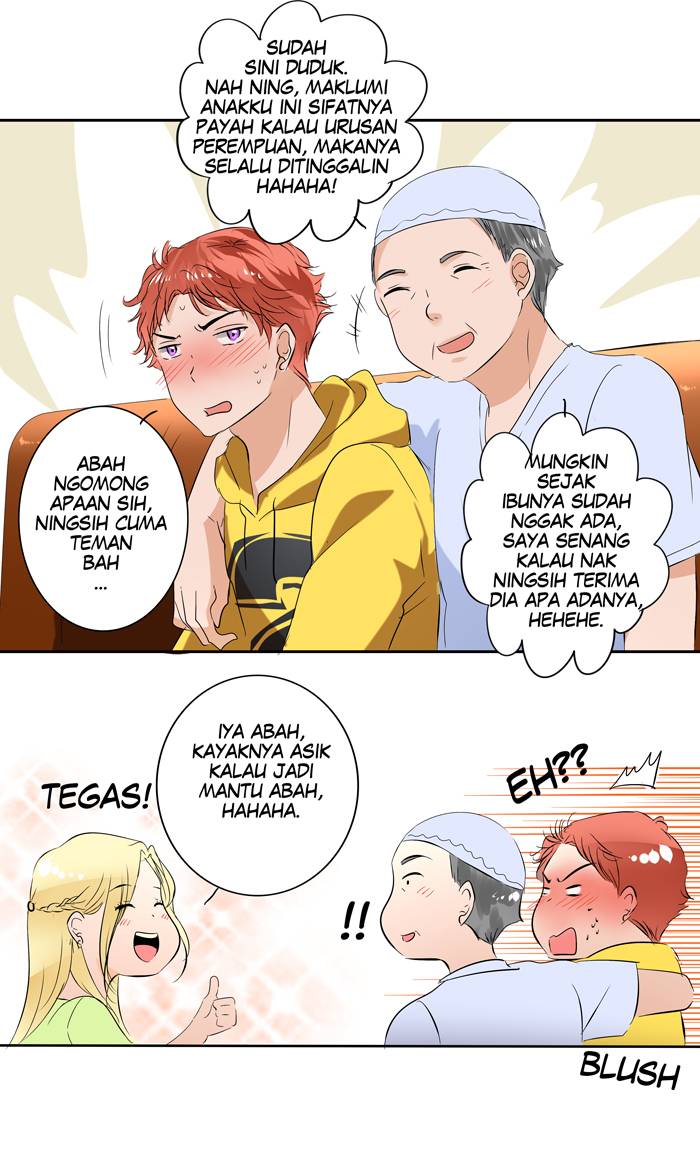 SUDAH
SINI DUDUK.
NAH NING, MAKLUMI
ANAKKU INI SIFATNYA
PAYAH KALAU URUSAN
PEREMPUAN, MAKANYA
SELALU DITINGGALIN
HAHAHA!
ABAH
NGOMONG
APAAN SIH,
NINGSIH CUMA
TEMAN
BAH
...
MUNGKIN
SEJAK
IBUNYA SUDAH
NGGAK ADA,
SAYA SENANG
KALAU NAK
NINGSIH TERIMA
DIA APA ADANYA,
HEHEHE.
TEGAS!
IYA ABAH,
KAYAKNYA ASIK
KALAU JADI
MANTU ABAH,
HAHAHA.
EH??
!!
BLUSH